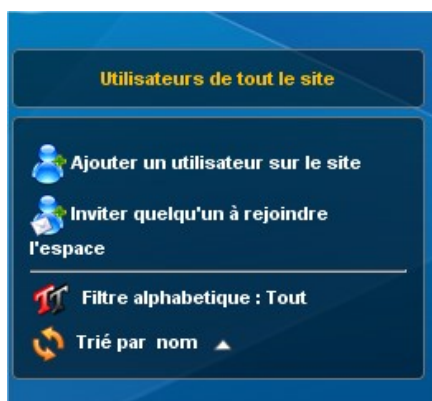 Utilisateurs de tout le site
Ajouter un utilisateur sur le site
Inviter quelqu'un à rejoindre
l'espace
Filtre alphabetique : Tout
Trié par nom